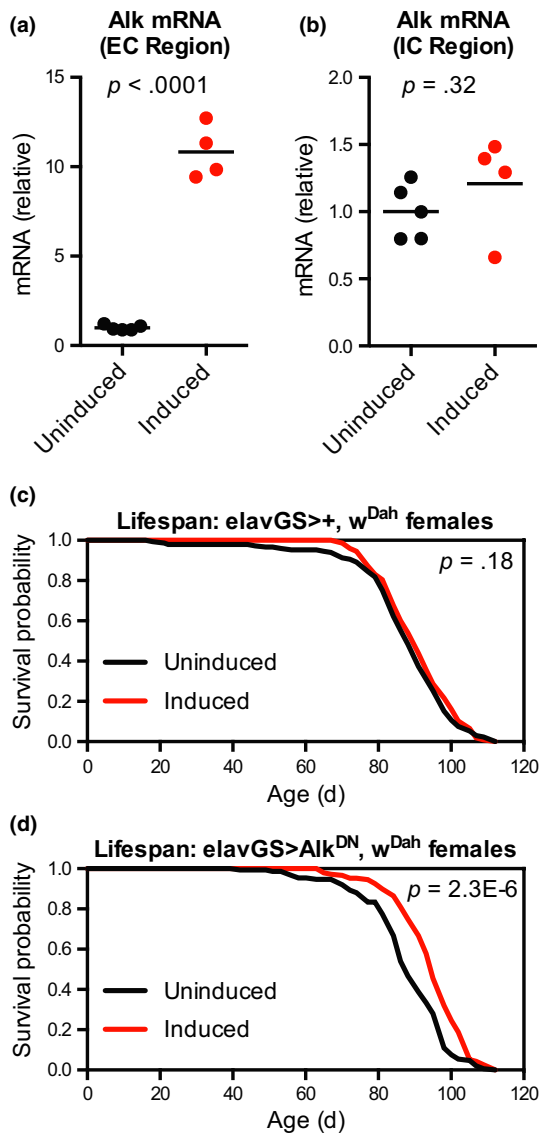 (a)
Alk mRNA
(EC Region)
p < .0001
mRNA (relative)
15
10
5
0
Uninduced
Induced
(b)
Alk mRNA
(IC Region)
p = .32
mRNA (relative)
2.0
1.5
1.0
0.5
0.0
Uninduced
Induced
(c)
Lifespan: elavGS>+, wDah females
p = .18
Survival probability
1.0
0.8
0.6
0.4
0.2
0.0
Uninduced
Induced
0 20 40 60 80 100 120
Age (d)
(d)
Lifespan: elavGS>AlkDN, wDah females
p = 2.3E-6
Survival probability
1.0
0.8
0.6
0.4
0.2
0.0
Uninduced
Induced
0 20 40 60 80 100 120
Age (d)